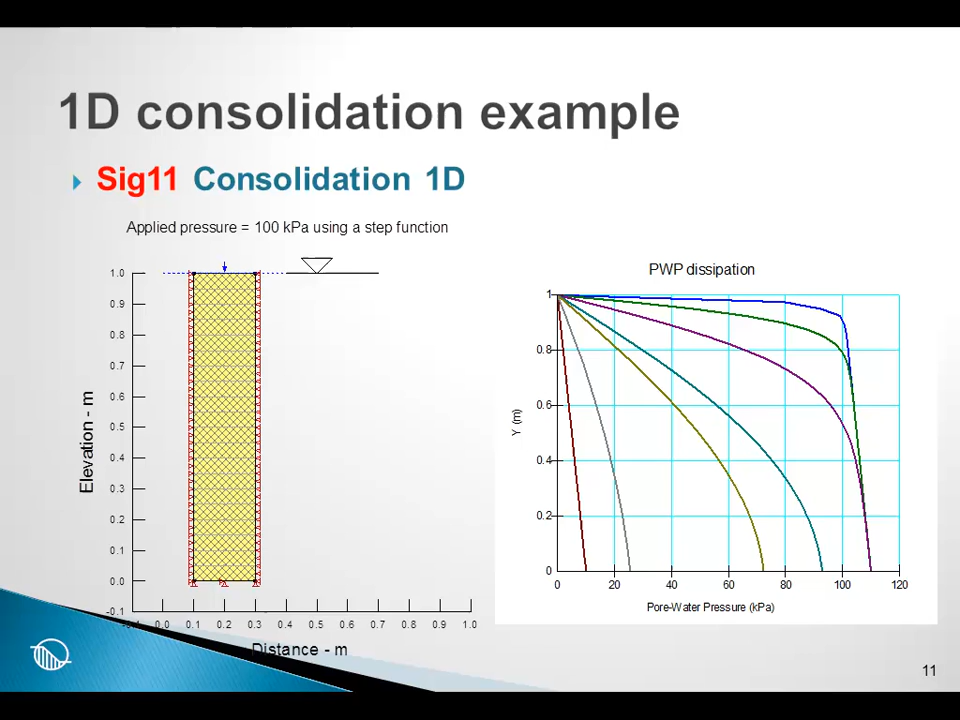 1D consolidation example
Sig11 Consolidation 1D
Applied pressure = 100 kPa using a step function
1.0
0.9
0.8
0.7
0.6
0.5
0.4
0.3
0.2
0.1
0.0
-0.1
Elevation - m
-0.1 0.0 0.1 0.2 0.3 0.4 0.5 0.6 0.7 0.8 0.9 1.0
Distance - m
PWP dissipation
1
0.8
0.6
0.4
0.2
0
Y (m)
0 20 40 60 80 100 120
Pore-Water Pressure (kPa)
11